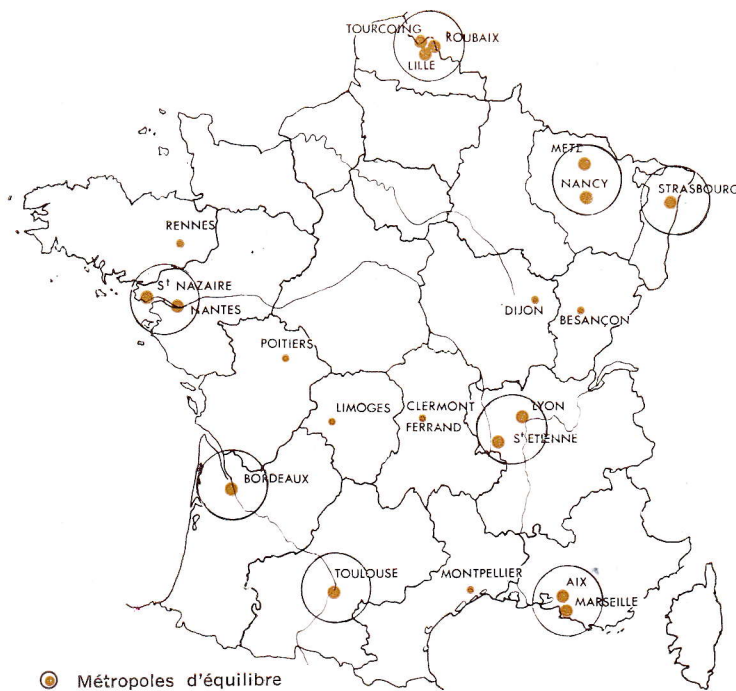 TOURCOING
ROUBAIX
LILLE
METZ
NANCY
STRASBOURG
RENNES
Sᵗ NAZAIRE
NANTES
DIJON
BESANÇON
POITIERS
LIMOGES
CLERMONT
FERRAND
LYON
Sᵗ ETIENNE
BORDEAUX
TOULOUSE
MONTPELLIER
AIX
MARSEILLE
Métropoles d'équilibre